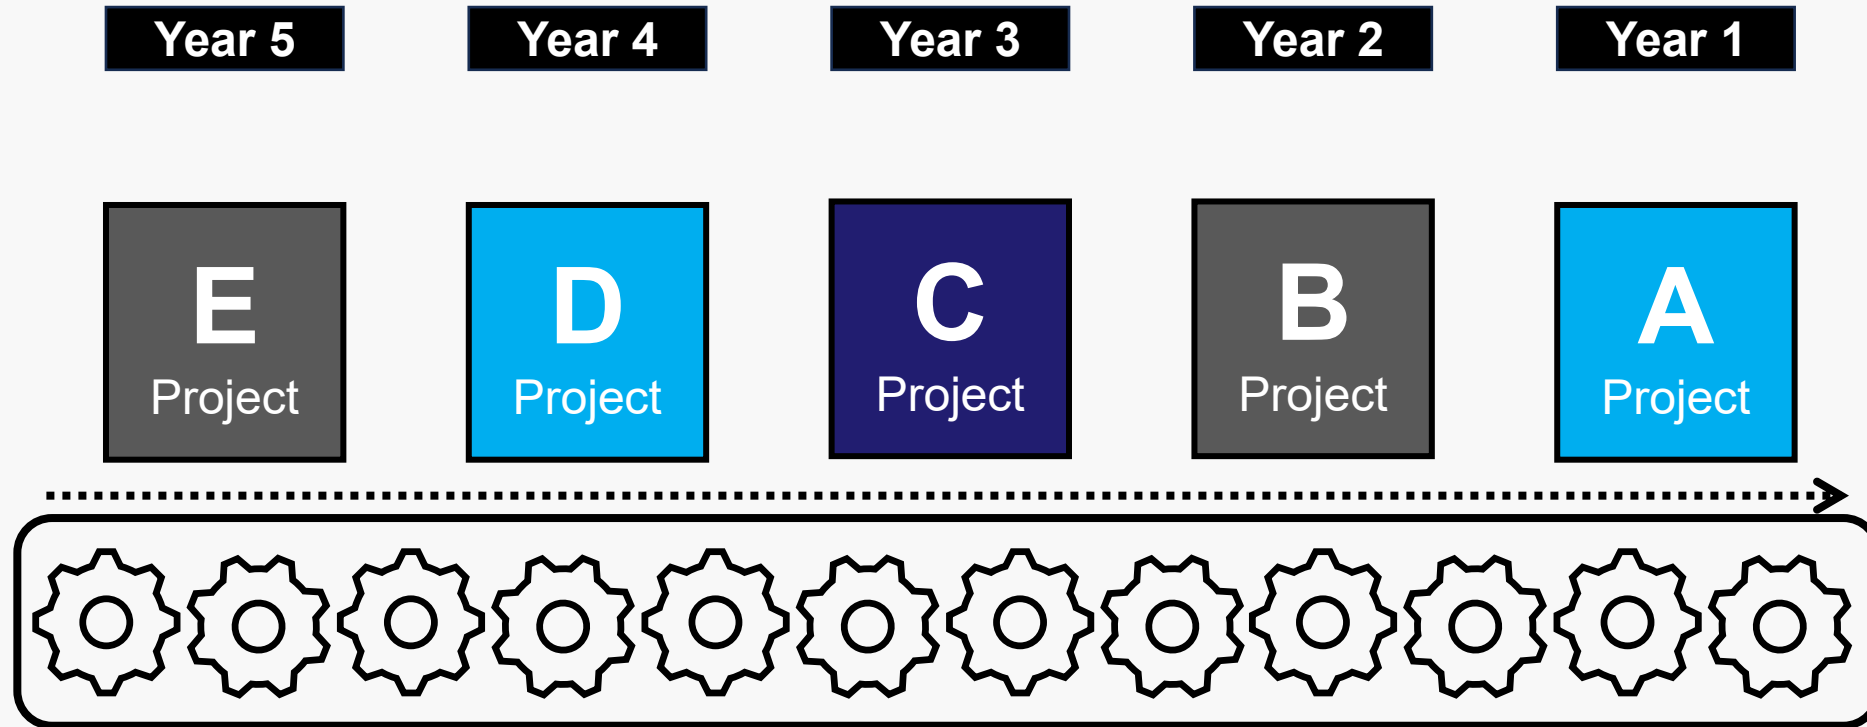 Year 5
Year 4
Year 3
Year 2
Year 1
E
Project
D
Project
C
Project
B
Project
A
Project